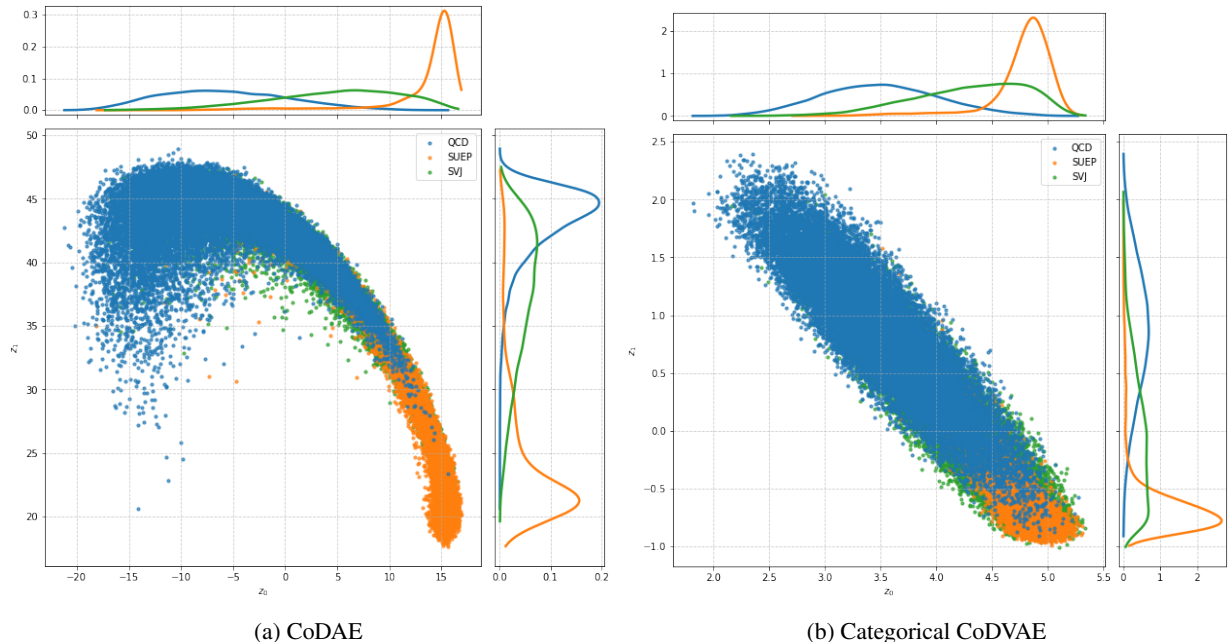 0.3
0.2
0.1
0.0
50
45
40
35
30
25
20
z₁
QCD
SUEP
SVJ
−20 −15 −10 −5 0 5 10 15
z₀
0.0 0.1 0.2
(a) CoDAE
2
1
0
2.5
2.0
1.5
1.0
0.5
0.0
−0.5
−1.0
z₁
QCD
SUEP
SVJ
2.0 2.5 3.0 3.5 4.0 4.5 5.0 5.5
z₀
0 1 2
(b) Categorical CoDVAE